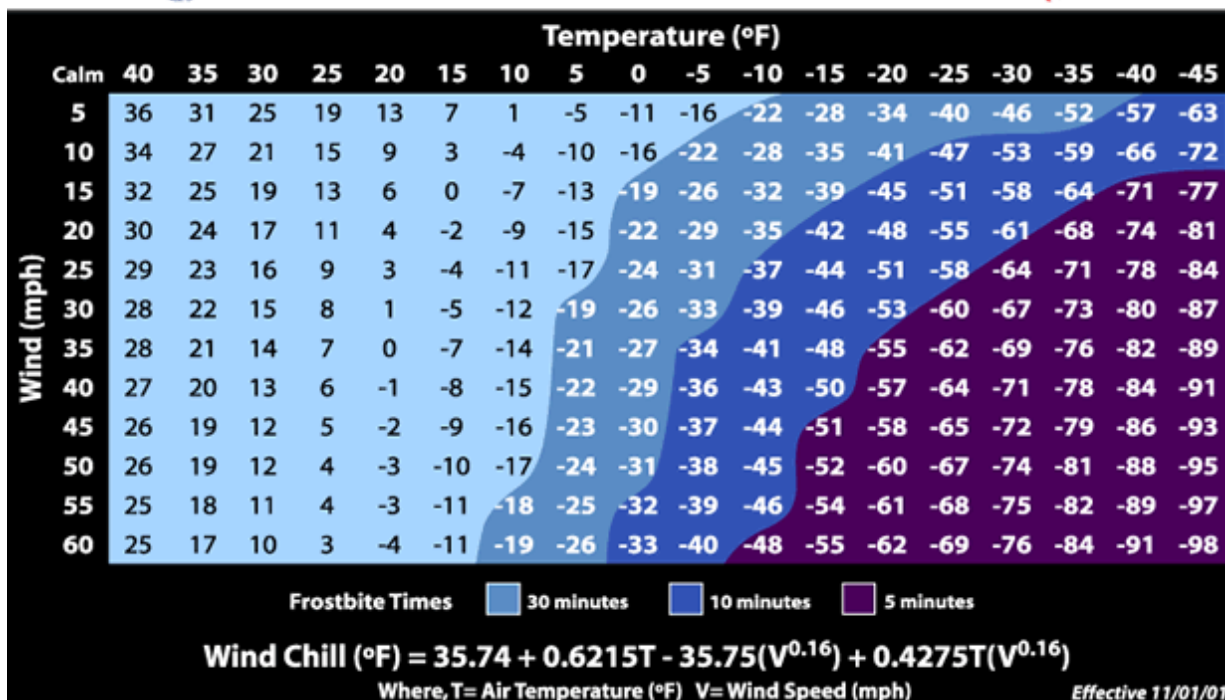 Temperature (ºF)
Calm 40 35 30 25 20 15 10 5 0 -5 -10 -15 -20 -25 -30 -35 -40 -45
5 36 31 25 19 13 7 1 -5 -11 -16 -22 -28 -34 -40 -46 -52 -57 -63
10 34 27 21 15 9 3 -4 -10 -16 -22 -28 -35 -41 -47 -53 -59 -66 -72
15 32 25 19 13 6 0 -7 -13 -19 -26 -32 -39 -45 -51 -58 -64 -71 -77
20 30 24 17 11 4 -2 -9 -15 -22 -29 -35 -42 -48 -55 -61 -68 -74 -81
25 29 23 16 9 3 -4 -11 -17 -24 -31 -37 -44 -51 -58 -64 -71 -78 -84
30 28 22 15 8 1 -5 -12 -19 -26 -33 -39 -46 -53 -60 -67 -73 -80 -87
35 28 21 14 7 0 -7 -14 -21 -27 -34 -41 -48 -55 -62 -69 -76 -82 -89
40 27 20 13 6 -1 -8 -15 -22 -29 -36 -43 -50 -57 -64 -71 -78 -84 -91
45 26 19 12 5 -2 -9 -16 -23 -30 -37 -44 -51 -58 -65 -72 -79 -86 -93
50 26 19 12 4 -3 -10 -17 -24 -31 -38 -45 -52 -60 -67 -74 -81 -88 -95
55 25 18 11 4 -3 -11 -18 -25 -32 -39 -46 -54 -61 -68 -75 -82 -89 -97
60 25 17 10 3 -4 -11 -19 -26 -33 -40 -48 -55 -62 -69 -76 -84 -91 -98
Wind (mph)
Frostbite Times 30 minutes 10 minutes 5 minutes
Wind Chill (ºF) = 35.74 + 0.6215T - 35.75(V^0.16) + 0.4275T(V^0.16)
Where, T= Air Temperature (ºF) V= Wind Speed (mph) Effective 11/01/01